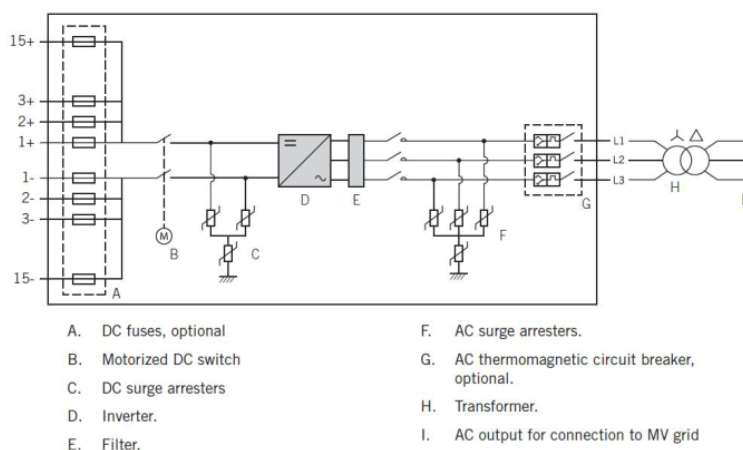 15+
3+
2+
1+
1-
2-
3-
15-
A
M
B
C
D
E
F
G
L1
L2
L3
H
A. DC fuses, optional
B. Motorized DC switch
C. DC surge arresters
D. Inverter.
E. Filter.
F. AC surge arresters.
G. AC thermomagnetic circuit breaker,
optional.
H. Transformer.
I. AC output for connection to MV grid